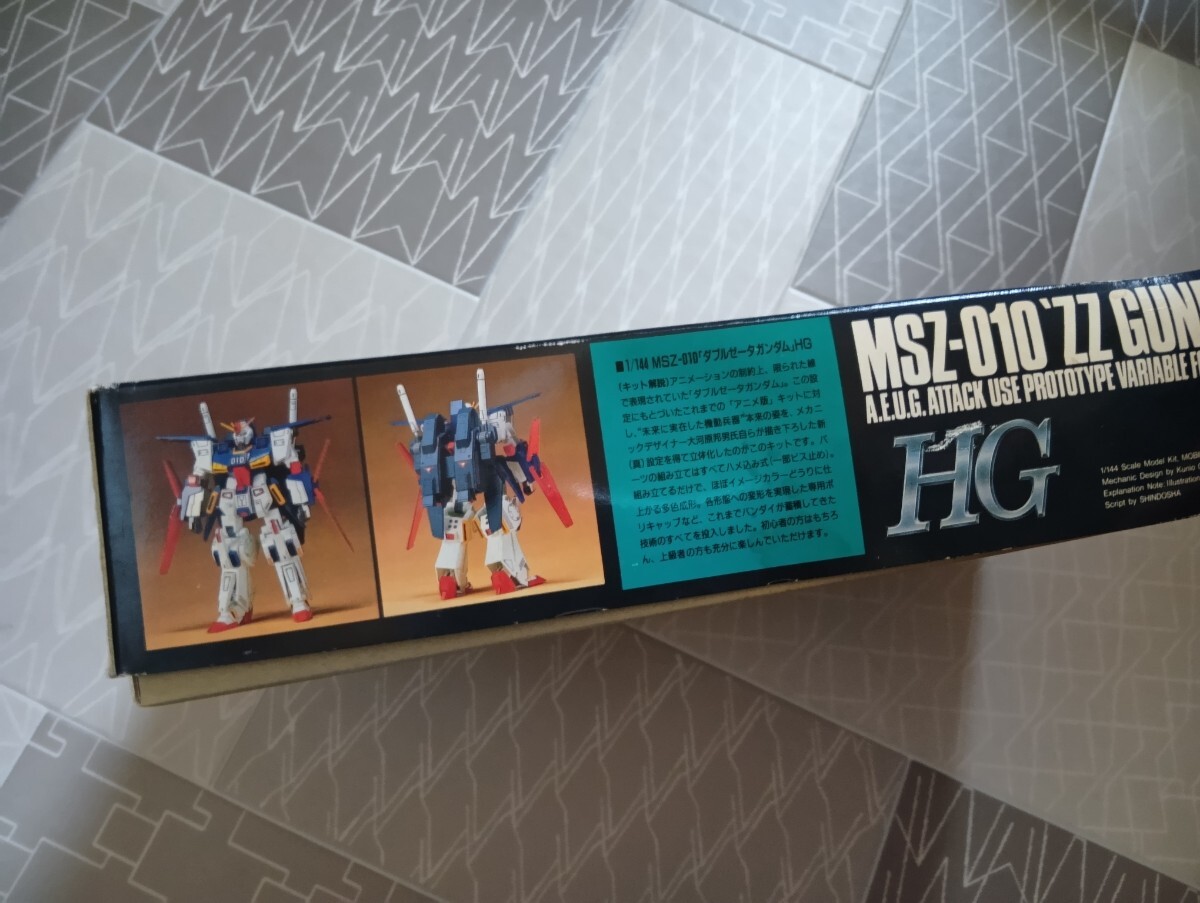 ■1/144 MSZ-010「ダブルゼータガンダム」HG
〔キット解説〕アニメーションの制約上、限られた線
で表現されていた「ダブルゼータガンダム」。この設
定にもとづいたこれまでの「アニメ版」キットに対
し、"未来に実在した機動兵器"本来の姿を、メカニ
ックデザイナー大河原邦男氏自らが描き下ろした新
(真)設定を得て立体化したのがこのキットです。パ
ーツの組み立てはすべてハメ込み式(一部ビス止め)。
組み立てるだけで、ほぼイメージカラーどうりに仕
上がる多色成形。各形態への変形を実現した専用ポ
リキャップなど、これまでバンダイが蓄積してきた
技術のすべてを投入しました。初心者の方はもちろ
ん、上級者の方も充分に楽しんでいただけます。
MSZ-010 'ZZ GUN
A.E.U.G. ATTACK USE PROTOTYPE VARIABLE
HG
1/144 Scale Model Kit, MOBI
Mechanic Design by Kunio
Explanation Note: Illustration
Script by SHINDOSHA
010